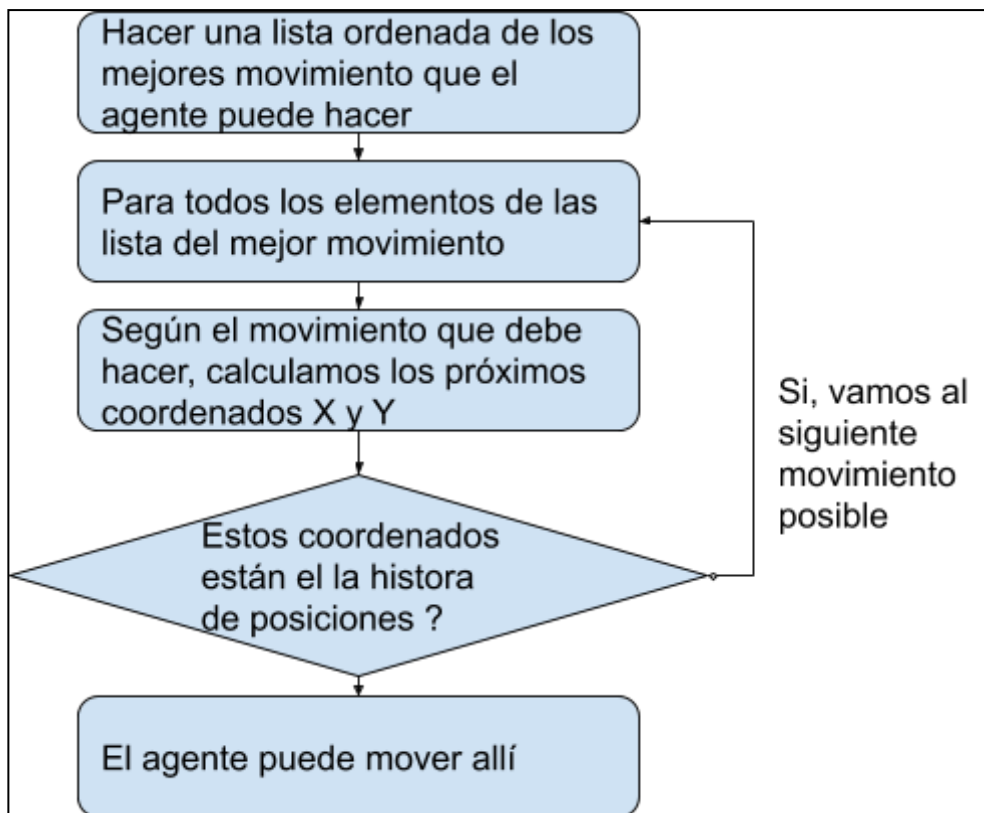 Hacer una lista ordenada de los
mejores movimiento que el
agente puede hacer
Para todos los elementos de las
lista del mejor movimiento
Según el movimiento que debe
hacer, calculamos los próximos
coordenados X y Y
Si, vamos al
siguiente
movimiento
posible
Estos coordenados
están el la histora
de posiciones ?
El agente puede mover allí